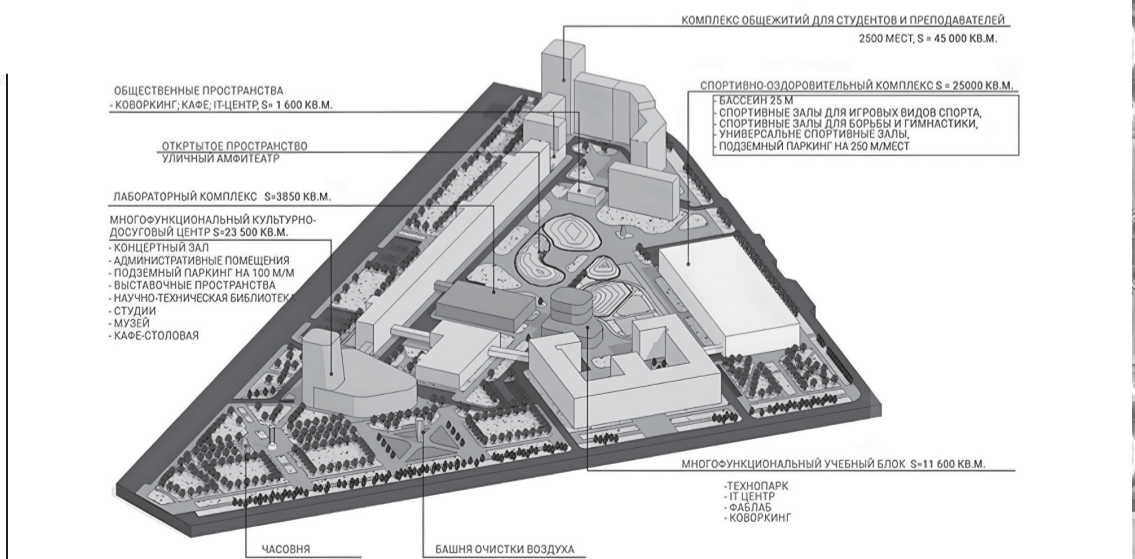 КОМПЛЕКС ОБЩЕЖИТИЙ ДЛЯ СТУДЕНТОВ И ПРЕПОДАВАТЕЛЕЙ
2500 МЕСТ, S = 45 000 КВ.М.
ОБЩЕСТВЕННЫЕ ПРОСТРАНСТВА
- КОВОРКИНГ; КАФЕ; IT-ЦЕНТР, S= 1 600 КВ.М.
СПОРТИВНО-ОЗДОРОВИТЕЛЬНЫЙ КОМПЛЕКС S = 25000 КВ.М.
- БАССЕЙН 25 М
- СПОРТИВНЫЕ ЗАЛЫ ДЛЯ ИГРОВЫХ ВИДОВ СПОРТА,
- СПОРТИВНЫЕ ЗАЛЫ ДЛЯ БОРЬБЫ И ГИМНАСТИКИ,
- УНИВЕРСАЛЬНЕ СПОРТИВНЫЕ ЗАЛЫ,
- ПОДЗЕМНЫЙ ПАРКИНГ НА 250 М/МЕСТ
ОТКРТЫТОЕ ПРОСТРАНСТВО
УЛИЧНЫЙ АМФИТЕАТР
ЛАБОРАТОРНЫЙ КОМПЛЕКС S=3850 КВ.М.
МНОГОФУНКЦИОНАЛЬНЫЙ КУЛЬТУРНО-
ДОСУГОВЫЙ ЦЕНТР S=23 500 КВ.М.
- КОНЦЕРТНЫЙ ЗАЛ
- АДМИНИСТРАТИВНЫЕ ПОМЕЩЕНИЯ
- ПОДЗЕМНЫЙ ПАРКИНГ НА 100 М/М
- ВЫСТАВОЧНЫЕ ПРОСТРАНСТВА
- НАУЧНО-ТЕХНИЧЕСКАЯ БИБЛИОТЕКА
- СТУДИИ
- МУЗЕЙ
- КАФЕ-СТОЛОВАЯ
МНОГОФУНКЦИОНАЛЬНЫЙ УЧЕБНЫЙ БЛОК S=11 600 КВ.М.
-ТЕХНОПАРК
- IT ЦЕНТР
- ФАБЛАБ
- КОВОРКИНГ
ЧАСОВНЯ
БАШНЯ ОЧИСТКИ ВОЗДУХА